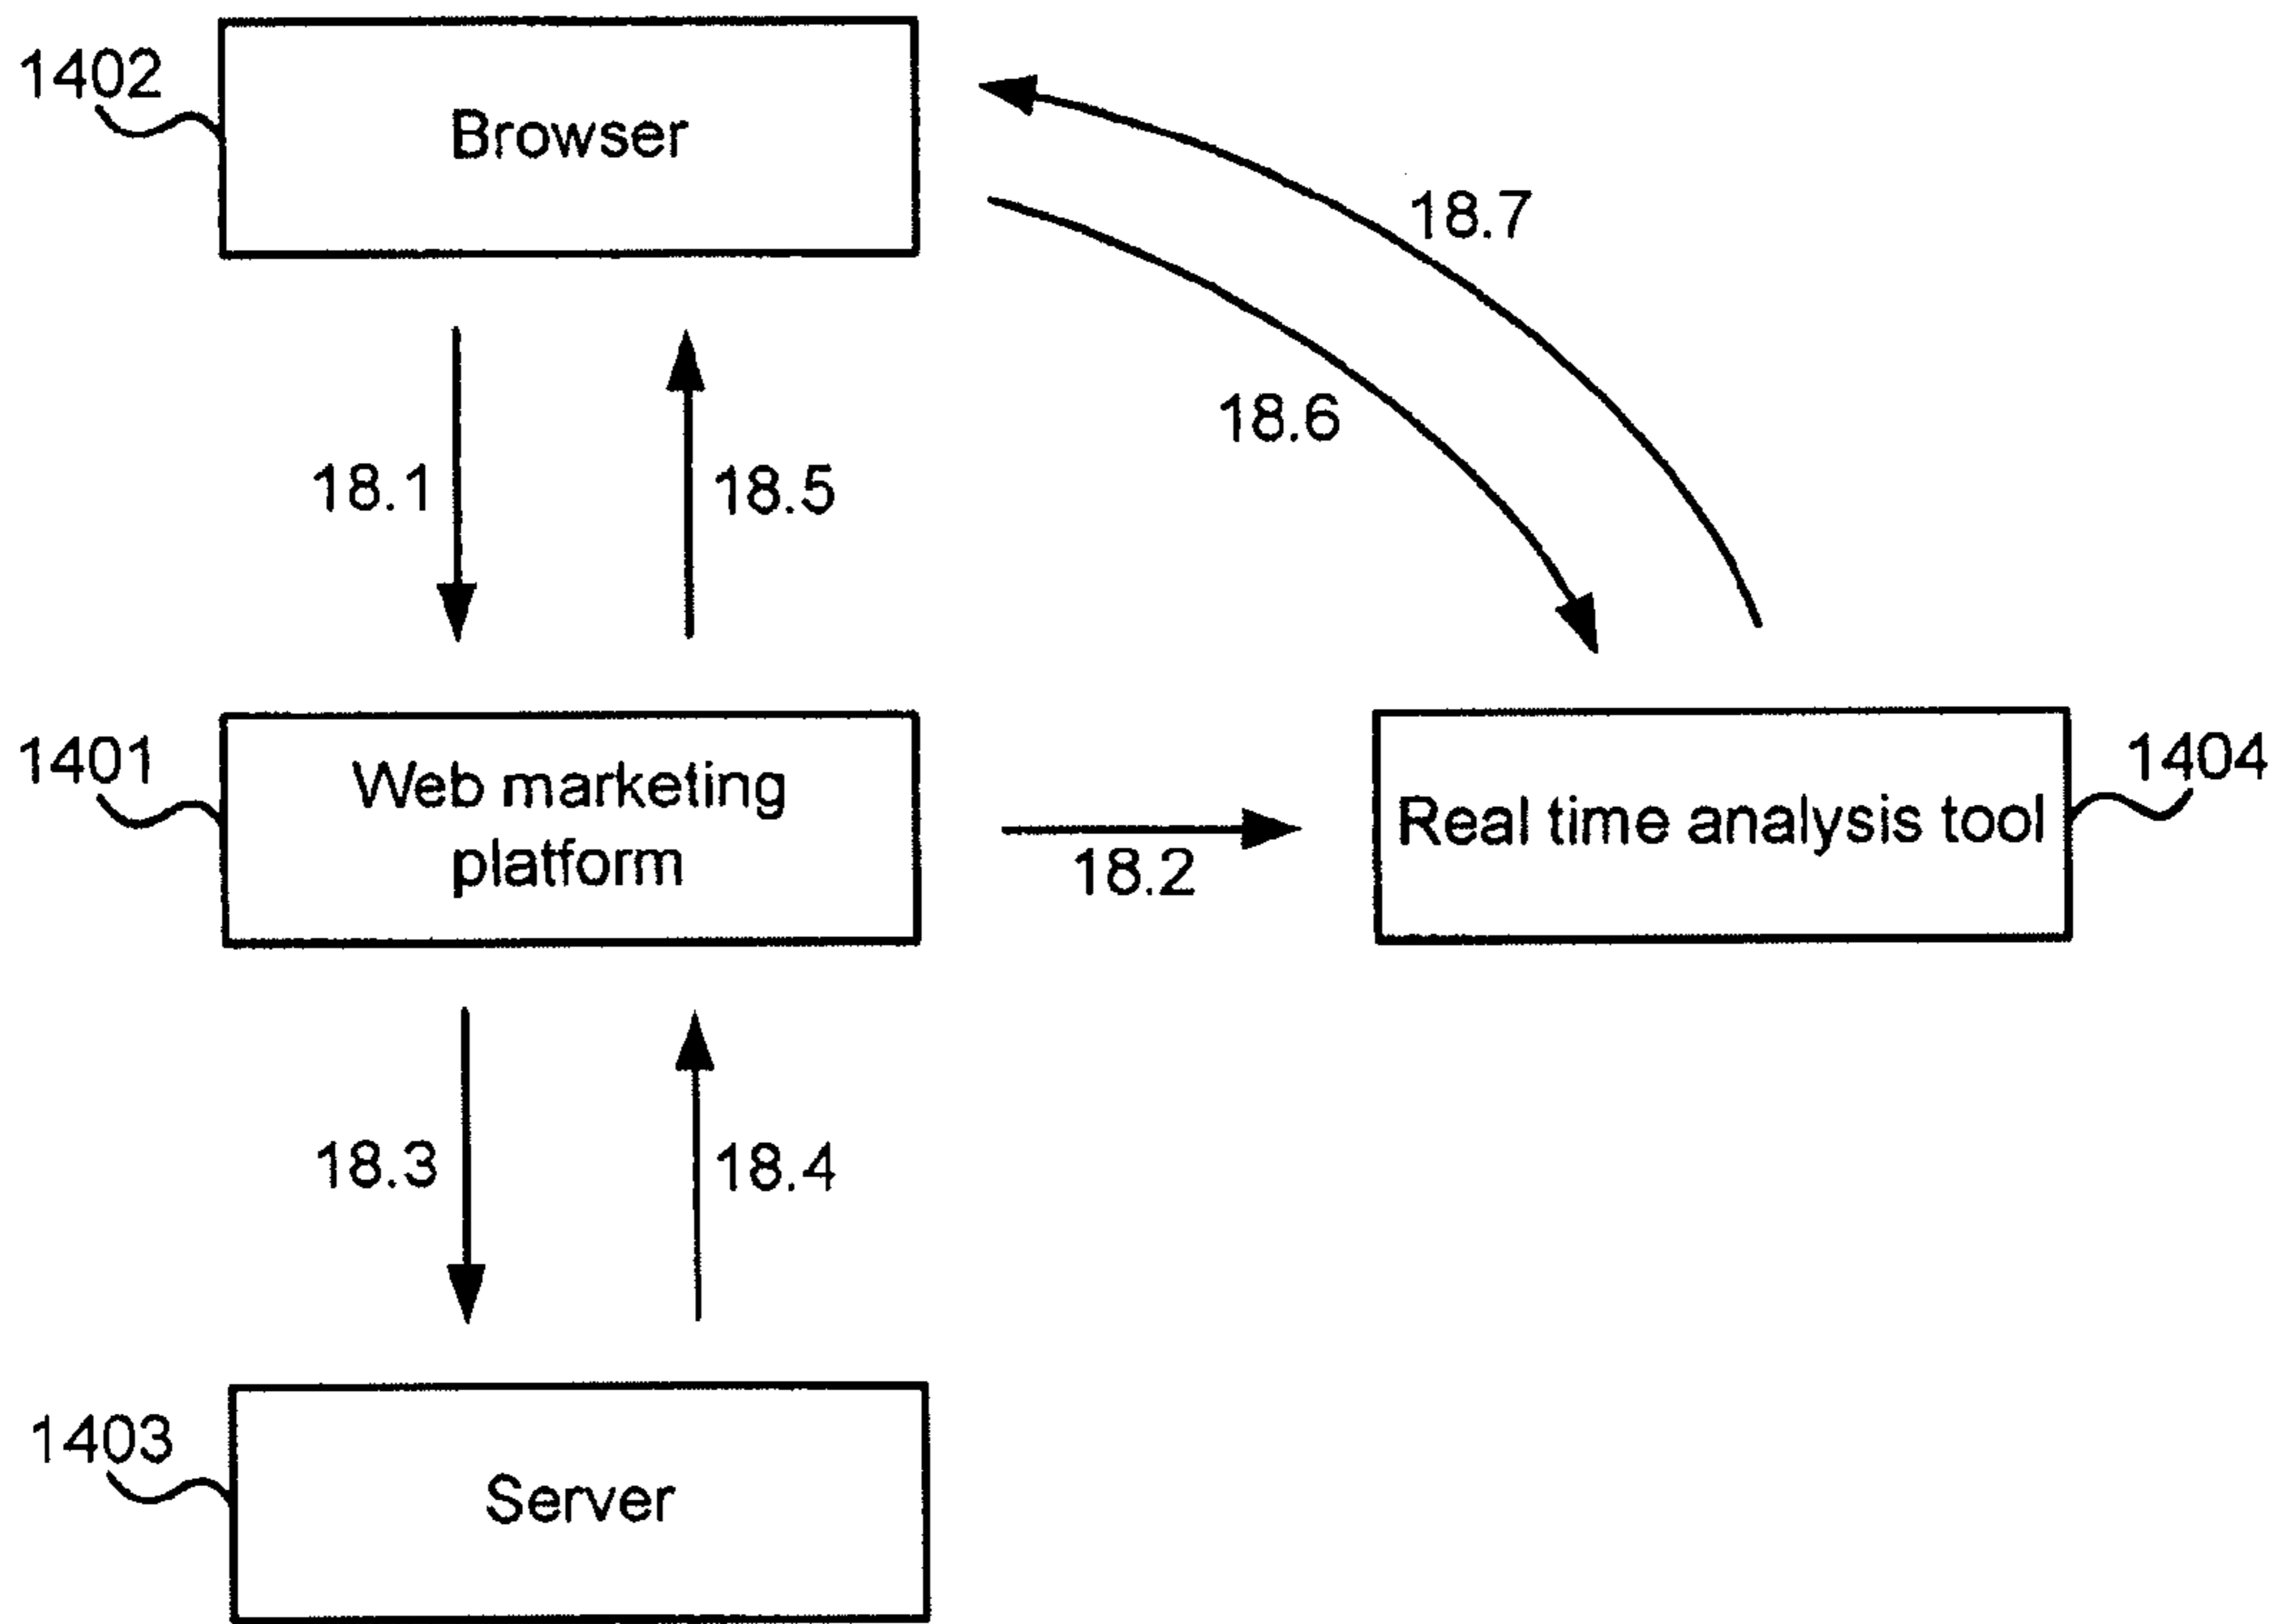 1402
Browser
18.7
18.6
18.1
18.5
1401
Web marketing
platform
18.2
Real time analysis tool
1404
18.3
18.4
1403
Server